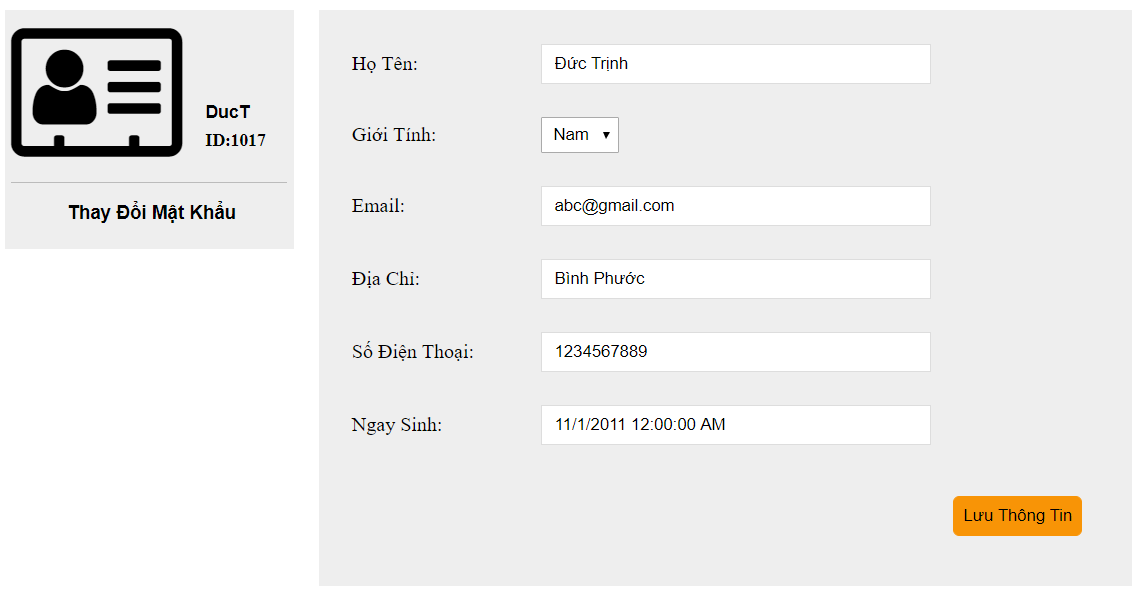 DucT
ID:1017
Thay Đổi Mật Khẩu
Họ Tên: Đức Trịnh
Giới Tính: Nam
Email: abc@gmail.com
Địa Chỉ: Bình Phước
Số Điện Thoại: 1234567889
Ngay Sinh: 11/1/2011 12:00:00 AM
Lưu Thông Tin